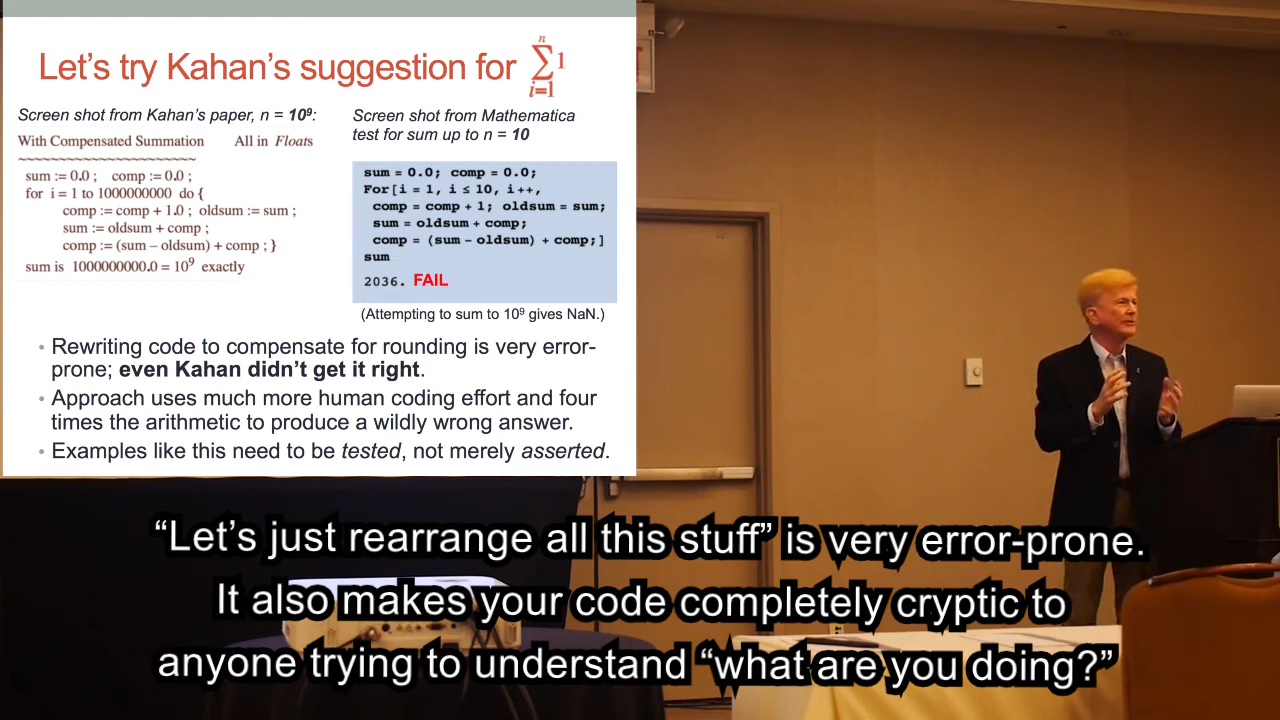 Let’s try Kahan’s suggestion for n ∑ i=1 1
Screen shot from Kahan’s paper, n = 10⁹:
With Compensated Summation All in Floats
~~~~~~~~~~~~~~~~~~~~~~
sum := 0.0 ; comp := 0.0 ;
for i = 1 to 1000000000 do {
comp := comp + 1.0 ; oldsum := sum ;
sum := oldsum + comp ;
comp := (sum – oldsum) + comp ; }
sum is 1000000000.0 = 10⁹ exactly
Screen shot from Mathematica
test for sum up to n = 10
sum = 0.0; comp = 0.0;
For[i = 1, i ≤ 10, i++,
comp = comp + 1; oldsum = sum;
sum = oldsum + comp;
comp = (sum - oldsum) + comp;]
sum
2036. FAIL
(Attempting to sum to 10⁹ gives NaN.)
• Rewriting code to compensate for rounding is very error-
prone; even Kahan didn’t get it right.
• Approach uses much more human coding effort and four
times the arithmetic to produce a wildly wrong answer.
• Examples like this need to be tested, not merely asserted.
“Let’s just rearrange all this stuff” is very error-prone.
It also makes your code completely cryptic to
anyone trying to understand “what are you doing?”